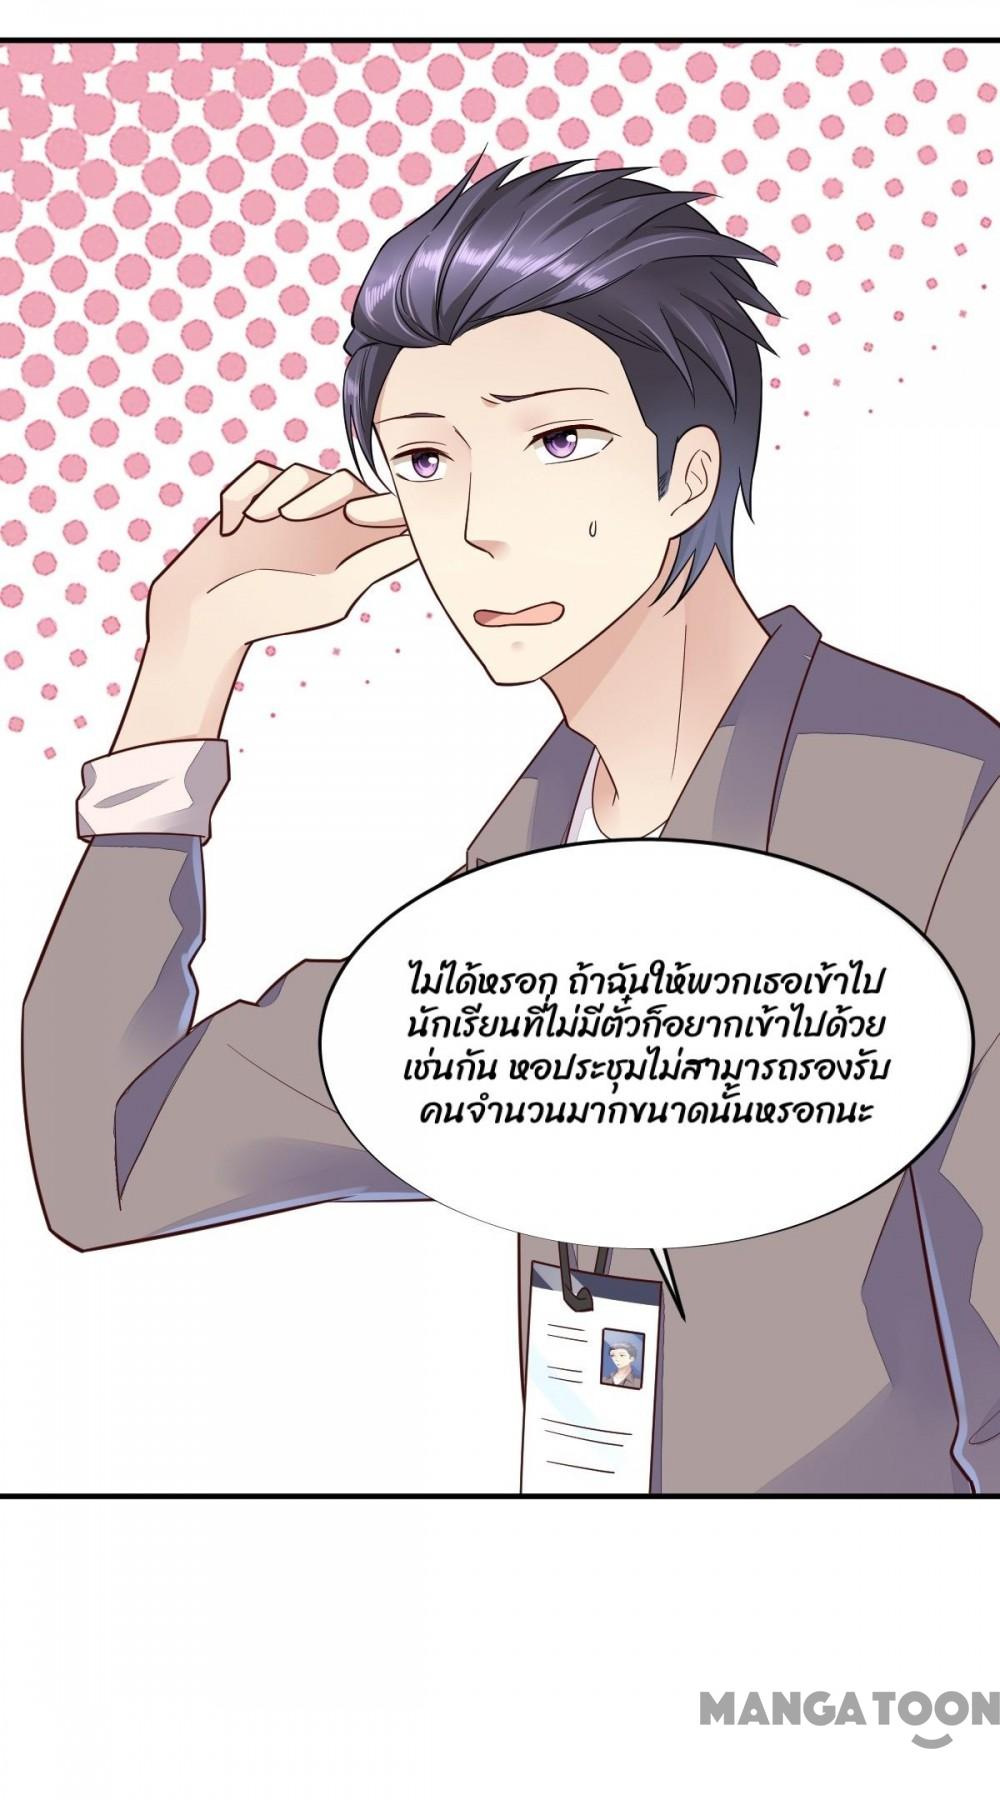 ไม่ได้หรอก ถ้าฉันให้พวกเธอเข้าไป
นักเรียนที่ไม่มีตั๋วก็อยากเข้าไปด้วย
เช่นกัน หอประชุมไม่สามารถรองรับ
คนจำนวนมากขนาดนั้นหรอกนะ
MANGATOON